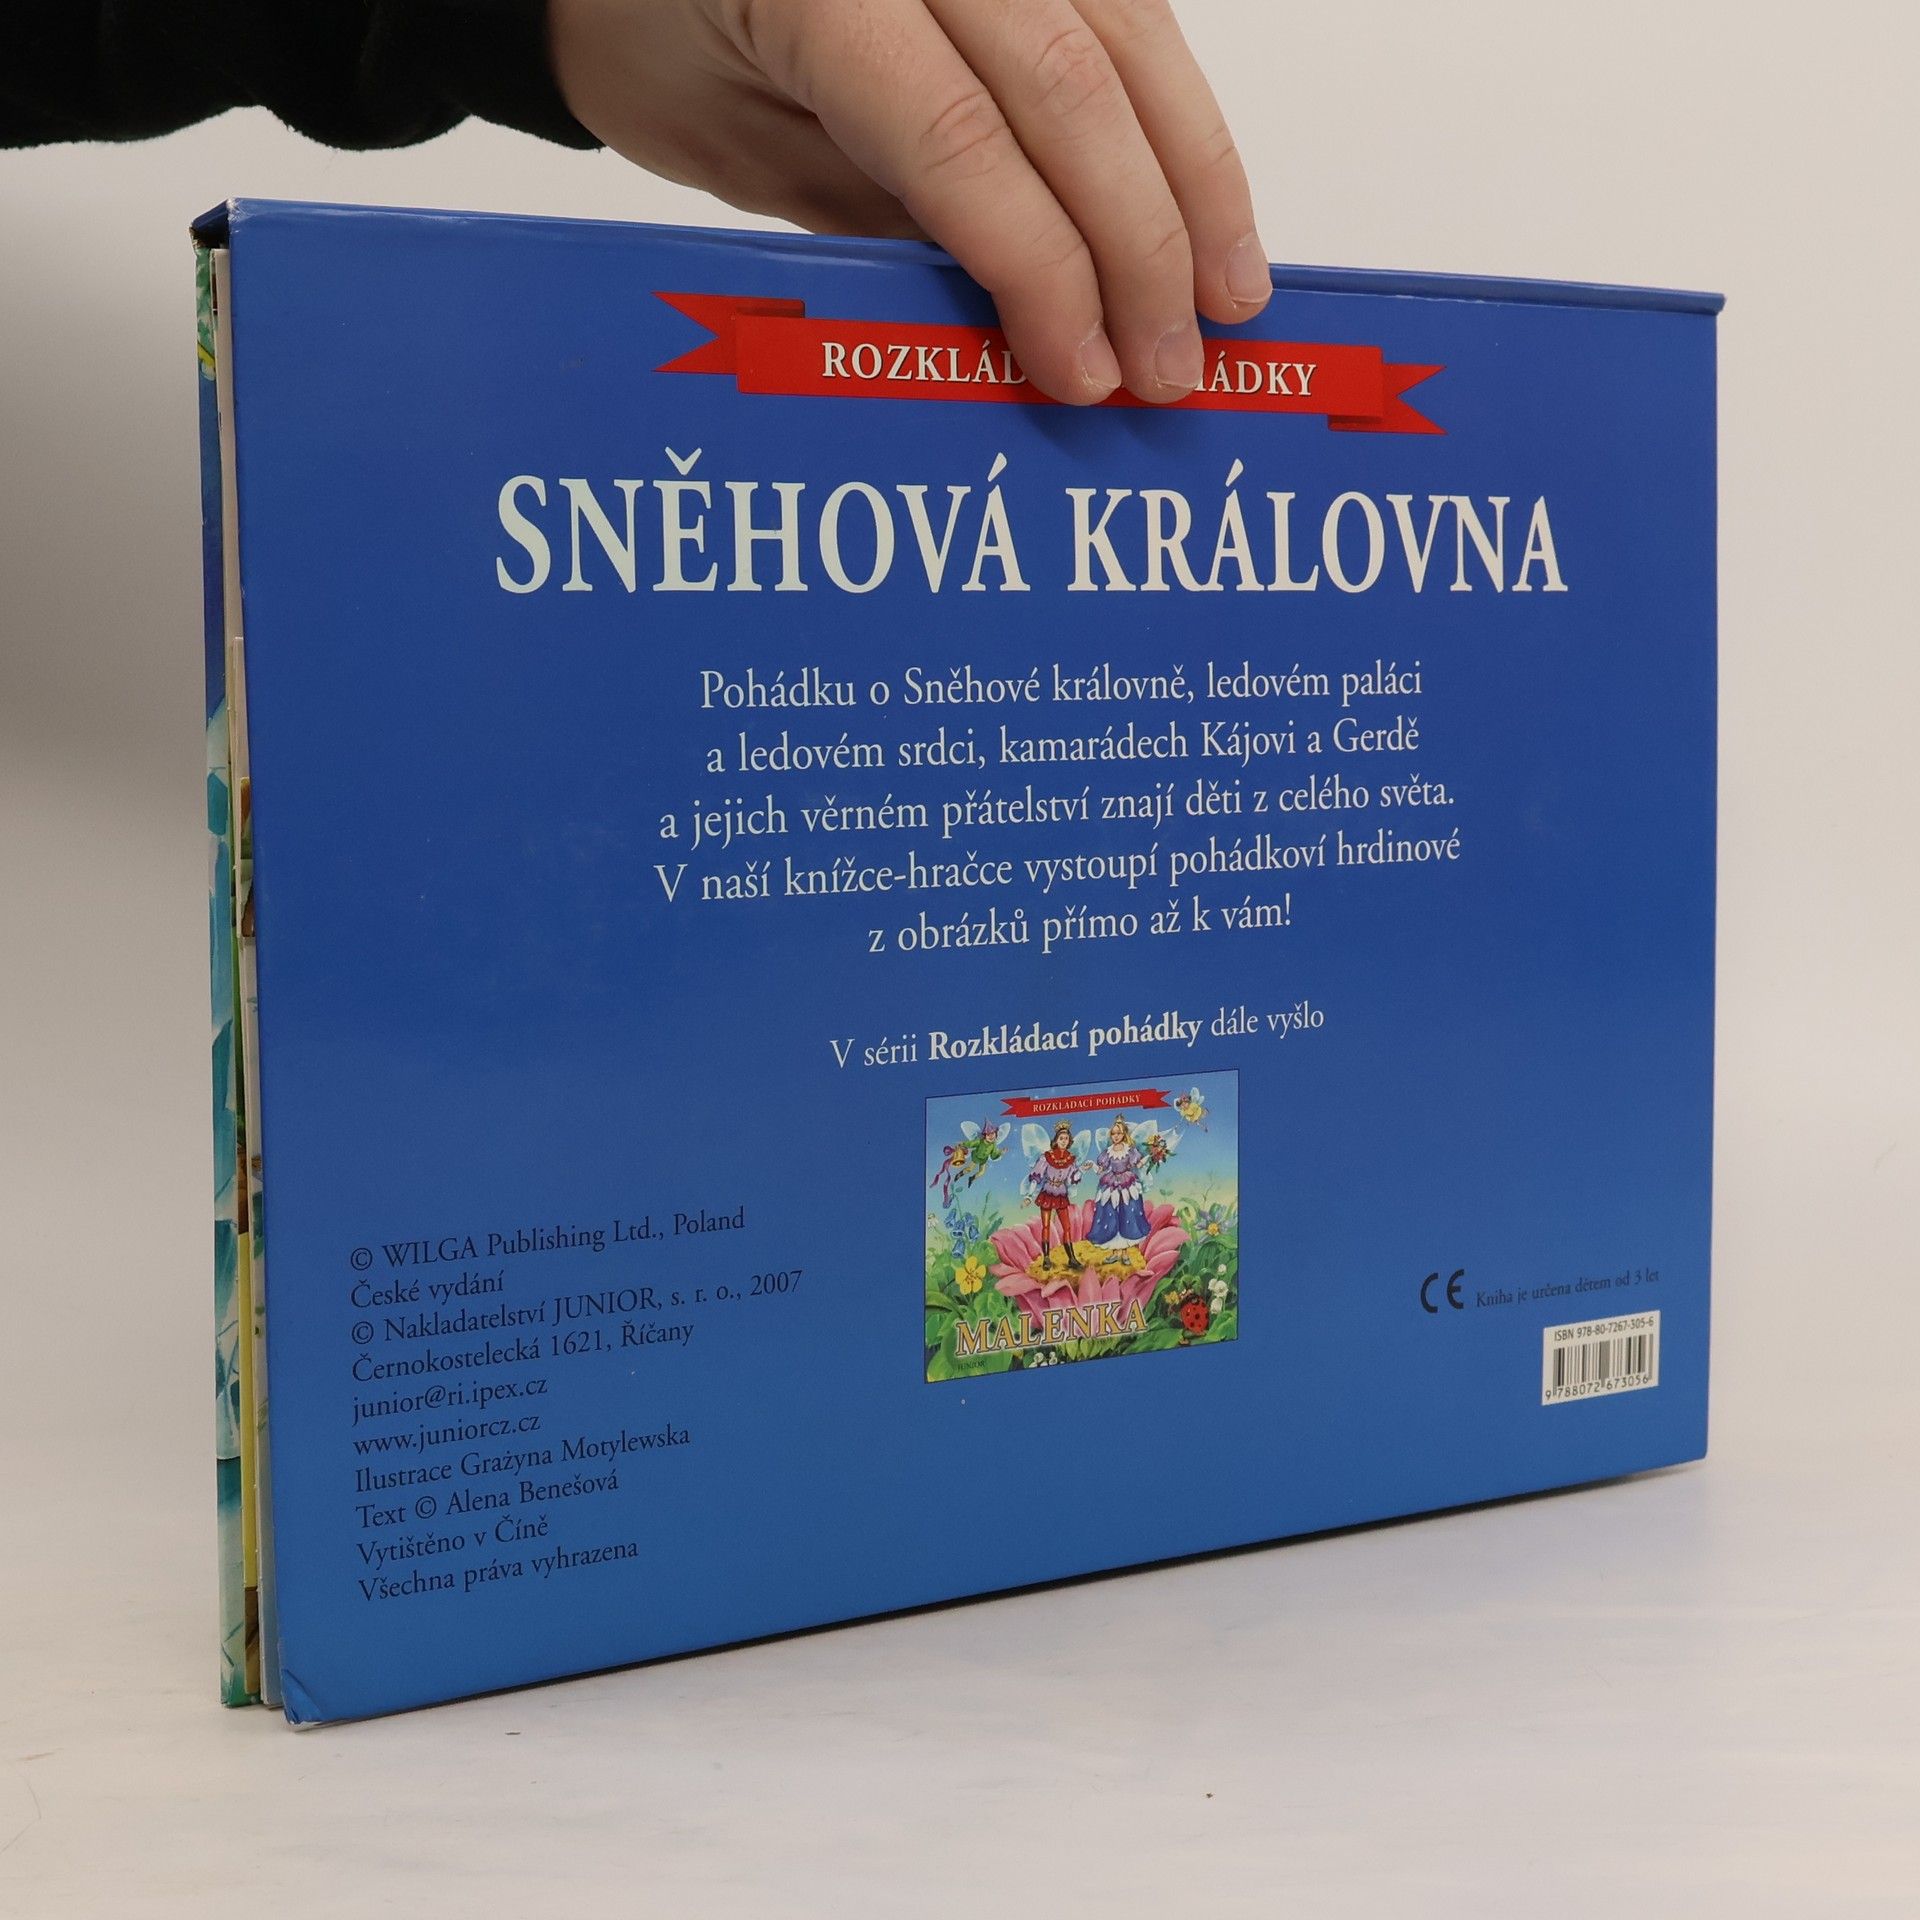 ROZKLÁD ÁDKY
SNĚHOVÁ KRÁLOVNA
Pohádku o Sněhové královně, ledovém paláci
a ledovém srdci, kamarádech Kájovi a Gerdě
a jejich věrném přátelství znají děti z celého světa.
V naší knížce-hračce vystoupí pohádkoví hrdinové
z obrázků přímo až k vám!
V sérii Rozkládací pohádky dále vyšlo
ROZKLÁDACÍ POHÁDKY
MALENKA
JUNIOR
© WILGA Publishing Ltd., Poland
České vydání
© Nakladatelství JUNIOR, s. r. o., 2007
Černokostelecká 1621, Říčany
junior@ri.ipex.cz
www.juniorcz.cz
Ilustrace Grażyna Motylewska
Text © Alena Benešová
Vytištěno v Číně
Všechna práva vyhrazena
CE Kniha je určena dětem od 3 let
ISBN 978-80-7267-305-6
9 788072 673056